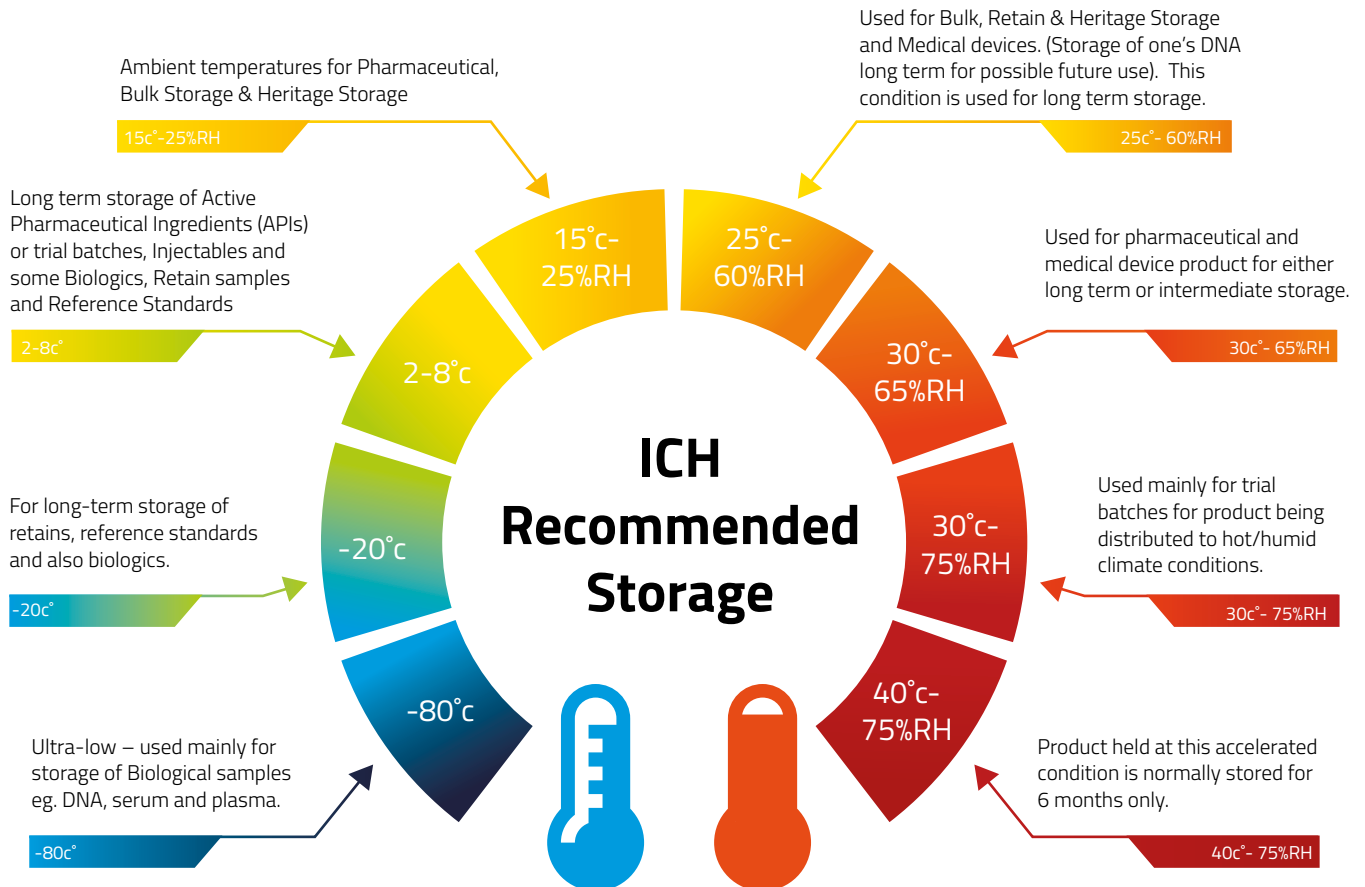 Used for Bulk, Retain & Heritage Storage
and Medical devices. (Storage of one's DNA
long term for possible future use).  This
condition is used for long term storage.
25c˚- 60%RH
Ambient temperatures for Pharmaceutical,
Bulk Storage & Heritage Storage
15c˚-25%RH
Long term storage of Active
Pharmaceutical Ingredients (APIs)
or trial batches, Injectables and
some Biologics, Retain samples
and Reference Standards
2-8c˚
Used for pharmaceutical and
medical device product for either
long term or intermediate storage.
30c˚- 65%RH
15˚c-
25%RH
25˚c-
60%RH
2-8˚c
30˚c-
65%RH
ICH
Recommended
Storage
For long-term storage of
retains, reference standards
and also biologics.
-20c˚
-20˚c
30˚c-
75%RH
Used mainly for trial
batches for product being
distributed to hot/humid
climate conditions.
30c˚- 75%RH
-80˚c
40˚c-
75%RH
Ultra-low – used mainly for
storage of Biological samples
eg. DNA, serum and plasma.
-80c˚
Product held at this accelerated
condition is normally stored for
6 months only.
40c˚- 75%RH